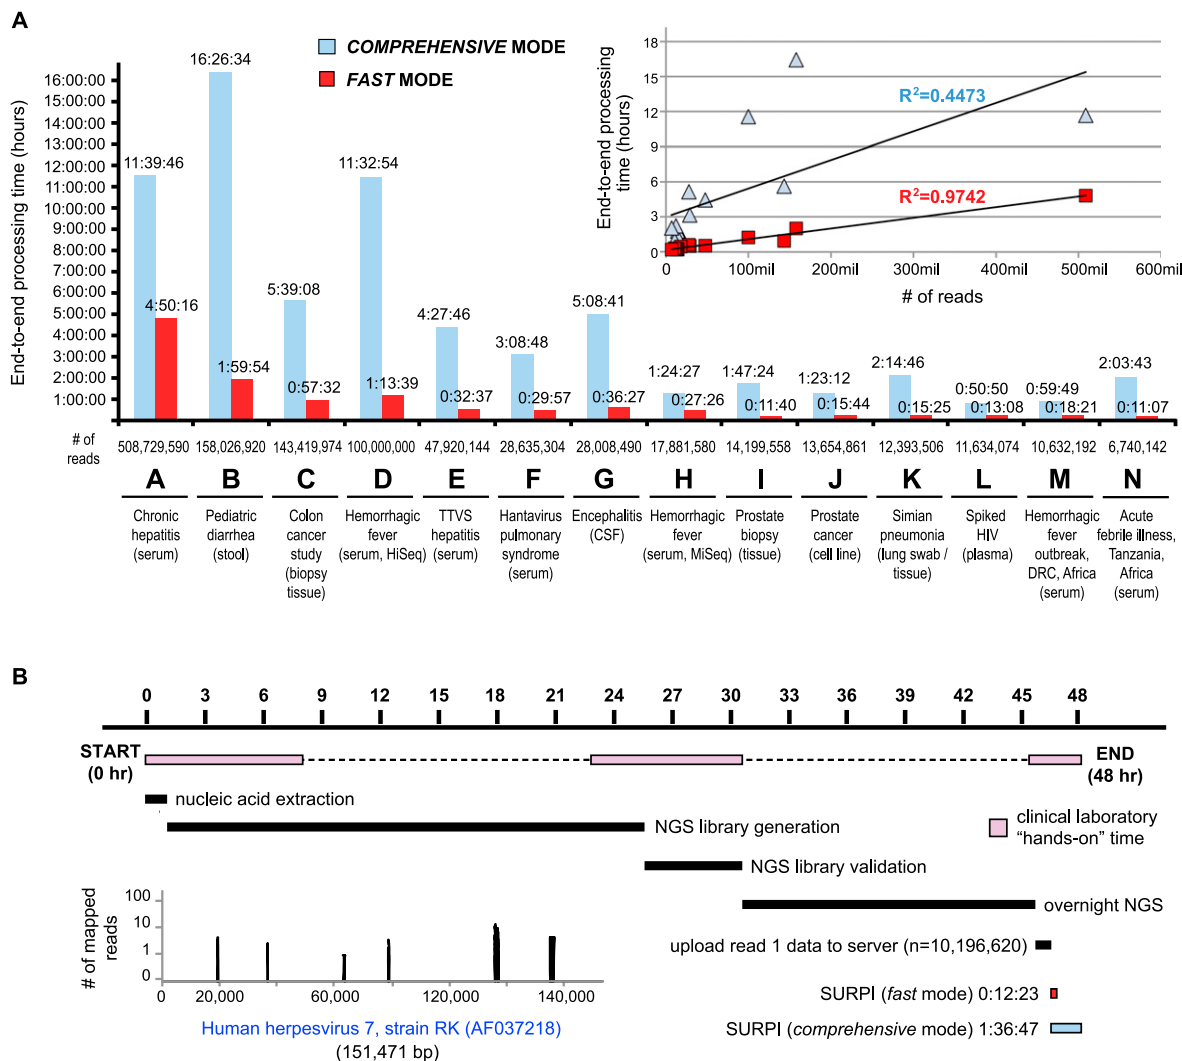 A
COMPREHENSIVE MODE
FAST MODE
End-to-end processing time (hours)
16:00:00
15:00:00
14:00:00
13:00:00
12:00:00
11:00:00
10:00:00
9:00:00
8:00:00
7:00:00
6:00:00
5:00:00
4:00:00
3:00:00
2:00:00
1:00:00
11:39:46
4:50:16
16:26:34
1:59:54
5:39:08
0:57:32
11:32:54
1:13:39
4:27:46
0:32:37
3:08:48
0:29:57
5:08:41
0:36:27
1:24:27
0:27:26
1:47:24
0:11:40
1:23:12
0:15:44
2:14:46
0:15:25
0:50:50
0:13:08
0:59:49
0:18:21
2:03:43
0:11:07
End-to-end processing
time (hours)
18
15
12
9
6
3
0
R²=0.4473
R²=0.9742
0 100mil 200mil 300mil 400mil 500mil 600mil
# of reads
# of
reads
508,729,590 158,026,920 143,419,974 100,000,000 47,920,144 28,635,304 28,008,490 17,881,580 14,199,558 13,654,861 12,393,506 11,634,074 10,632,192 6,740,142
A B C D E F G H I J K L M N
Chronic
hepatitis
(serum)
Pediatric
diarrhea
(stool)
Colon
cancer
study
(biopsy
tissue)
Hemorrhagic
fever
(serum, HiSeq)
TTVS
hepatitis
(serum)
Hantavirus
pulmonary
syndrome
(serum)
Encephalitis
(CSF)
Hemorrhagic
fever
(serum, MiSeq)
Prostate
biopsy
(tissue)
Prostate
cancer
(cell line)
Simian
pneumonia
(lung swab /
tissue)
Spiked
HIV
(plasma)
Hemorrhagic
fever
outbreak,
DRC, Africa
(serum)
Acute
febrile illness,
Tanzania,
Africa
(serum)
B
0 3 6 9 12 15 18 21 24 27 30 33 36 39 42 45 48
START
(0 hr)
END
(48 hr)
nucleic acid extraction
NGS library generation
clinical laboratory
"hands-on" time
NGS library validation
overnight NGS
upload read 1 data to server (n=10,196,620)
SURPI (fast mode) 0:12:23
SURPI (comprehensive mode) 1:36:47
# of mapped
reads
100
10
1
0
0 20,000 60,000 120,000 140,000
Human herpesvirus 7, strain RK (AF037218)
(151,471 bp)